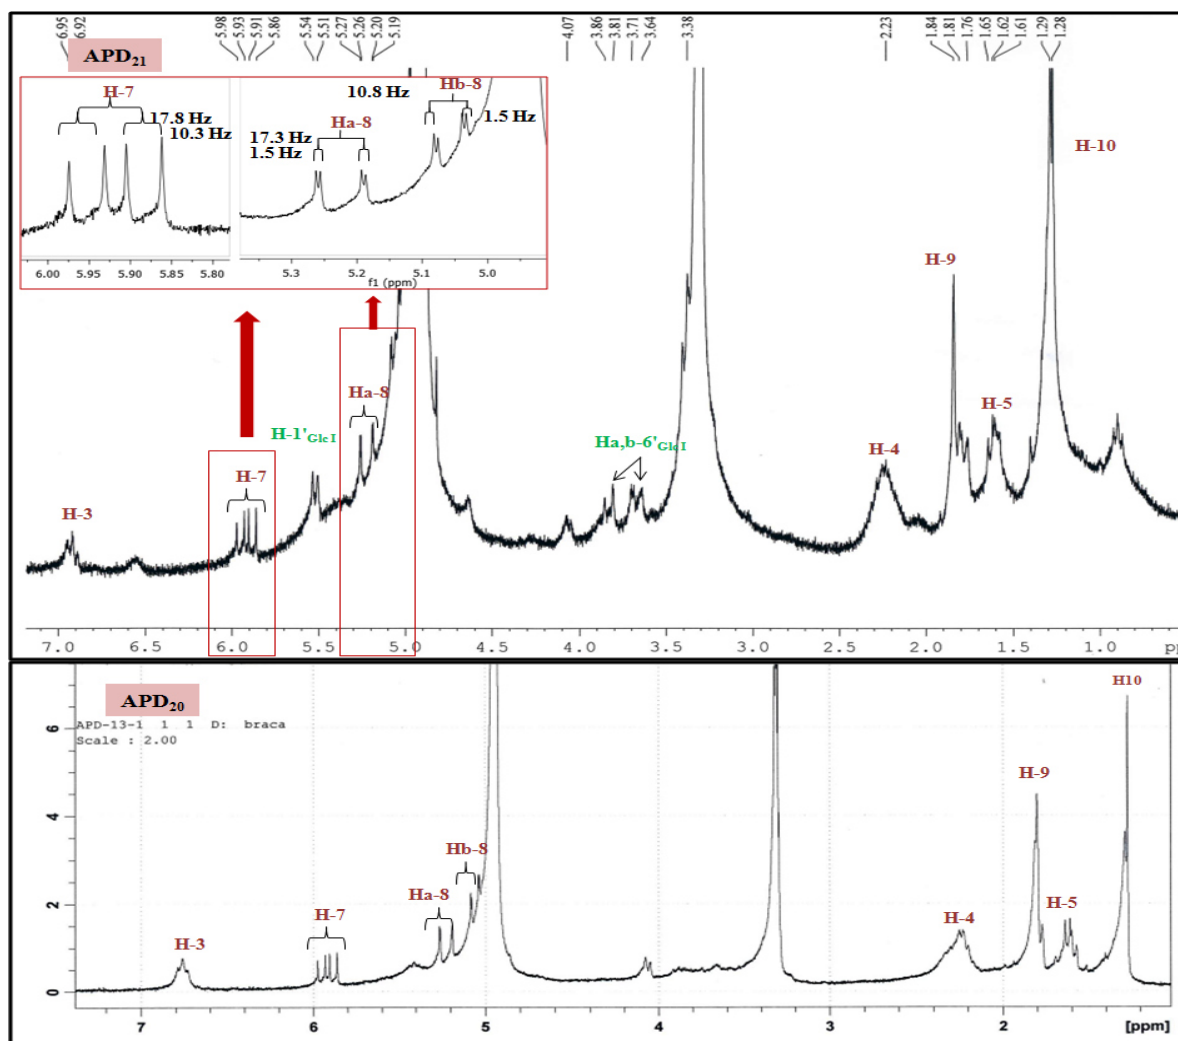 6.95
6.92
5.98
5.93
5.91
5.86
5.54
5.51
5.27
5.26
5.20
5.19
4.07
3.86
3.81
3.71
3.64
3.38
2.23
1.84
1.81
1.76
1.65
1.62
1.61
1.29
1.28
APD21
H-7
17.8 Hz
10.3 Hz
6.00 5.95 5.90 5.85 5.80
10.8 Hz
Hb-8
1.5 Hz
17.3 Hz
Ha-8
1.5 Hz
5.3 5.2 5.1 5.0
f1 (ppm)
H-10
H-9
H-5
H-4
Ha-8
H-1'Glc I
Ha,b-6'Glc I
H-7
H-3
7.0 6.5 6.0 5.5 5.0 4.5 4.0 3.5 3.0 2.5 2.0 1.5 1.0 pp
APD20
APD-13-1 1 1 D: braca
Scale : 2.00
H10
H-9
Hb-8
Ha-8
H-7
H-5
H-4
H-3
6
4
2
0
7 6 5 4 3 2 [ppm]